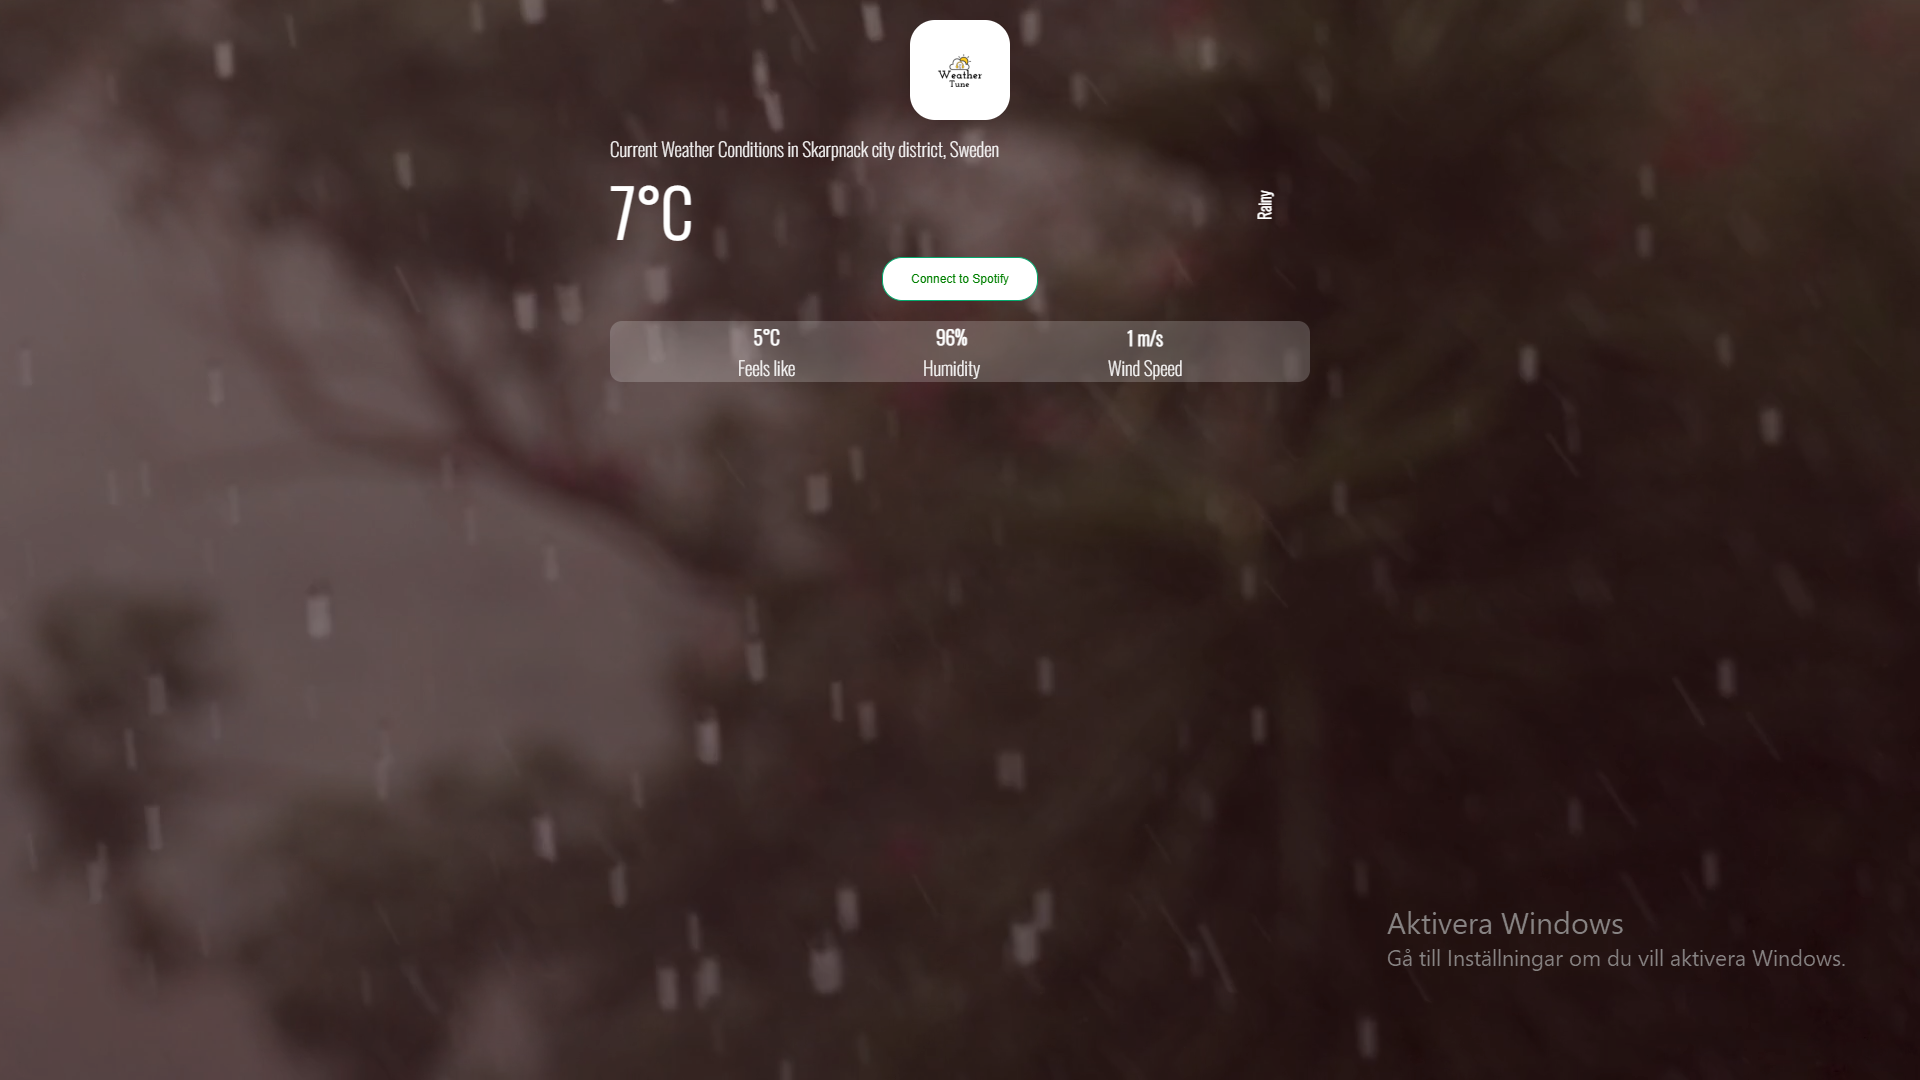 Weather
Tune
Current Weather Conditions in Skarpnack city district, Sweden
7°C
Rainy
Connect to Spotify
5°C
96%
1 m/s
Feels like
Humidity
Wind Speed
Aktivera Windows
Gå till Inställningar om du vill aktivera Windows.